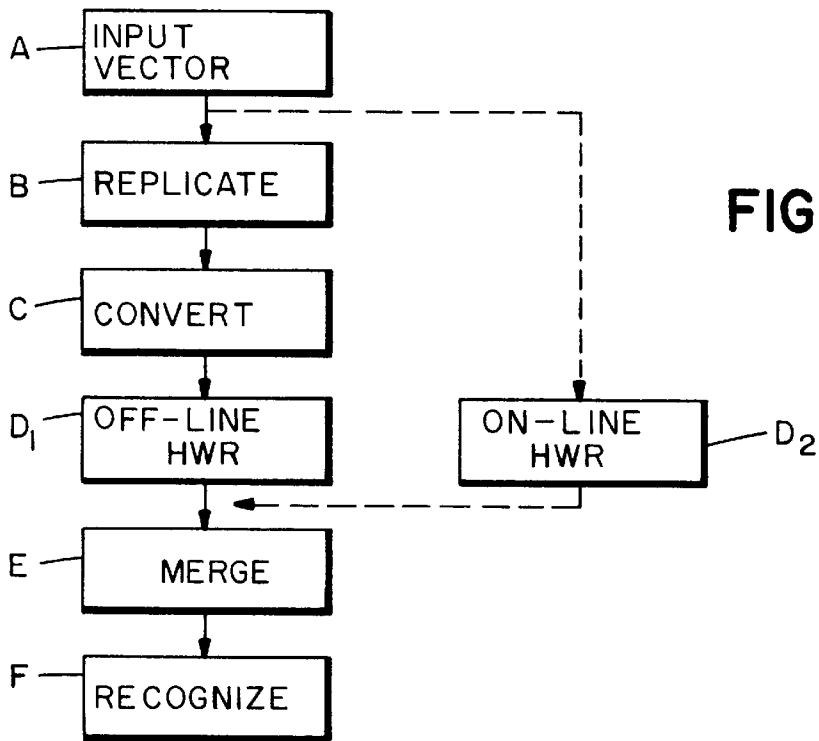 A
INPUT
VECTOR
B
REPLICATE
FIG
C
CONVERT
D₁
OFF-LINE
HWR
ON-LINE
HWR
D₂
E
MERGE
F
RECOGNIZE